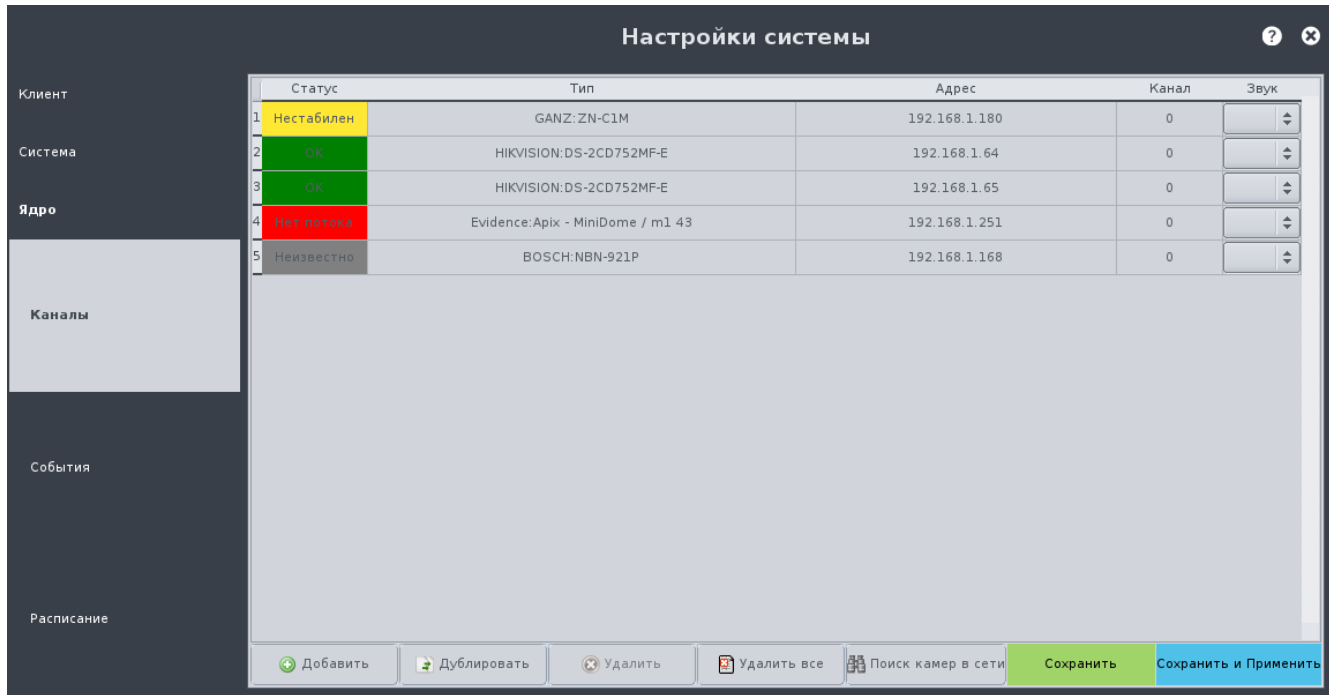 Настройки системы
?
Клиент
Система
Ядро
Каналы
События
Расписание
Статус Тип Адрес Канал Звук
1 Нестабилен GANZ:ZN-C1M 192.168.1.180 0
2 OK HIKVISION:DS-2CD752MF-E 192.168.1.64 0
3 OK HIKVISION:DS-2CD752MF-E 192.168.1.65 0
4 Нет потока Evidence:Apix - MiniDome / m1 43 192.168.1.251 0
5 Неизвестно BOSCH:NBN-921P 192.168.1.168 0
Добавить Дублировать Удалить Удалить все Поиск камер в сети Сохранить Сохранить и Применить